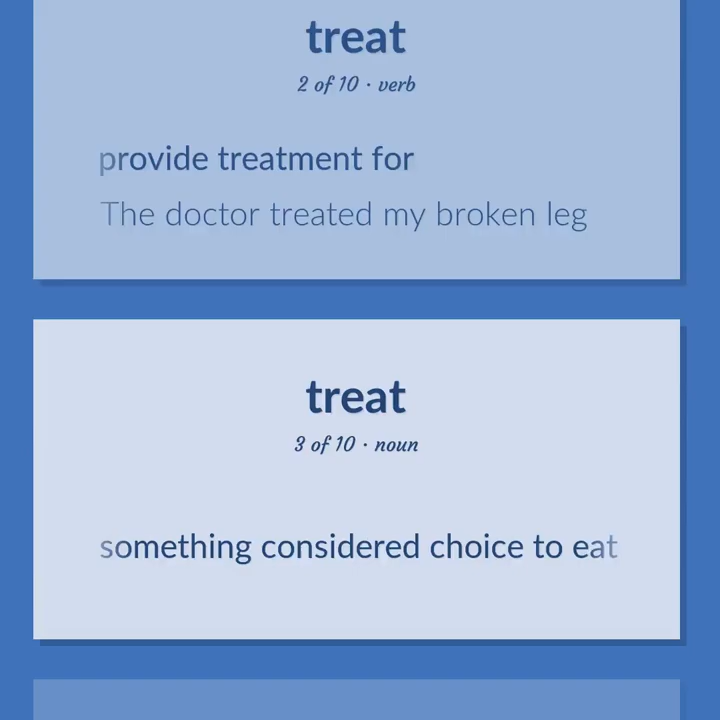 treat
2 of 10 · verb
provide treatment for
The doctor treated my broken leg
treat
3 of 10 · noun
something considered choice to eat